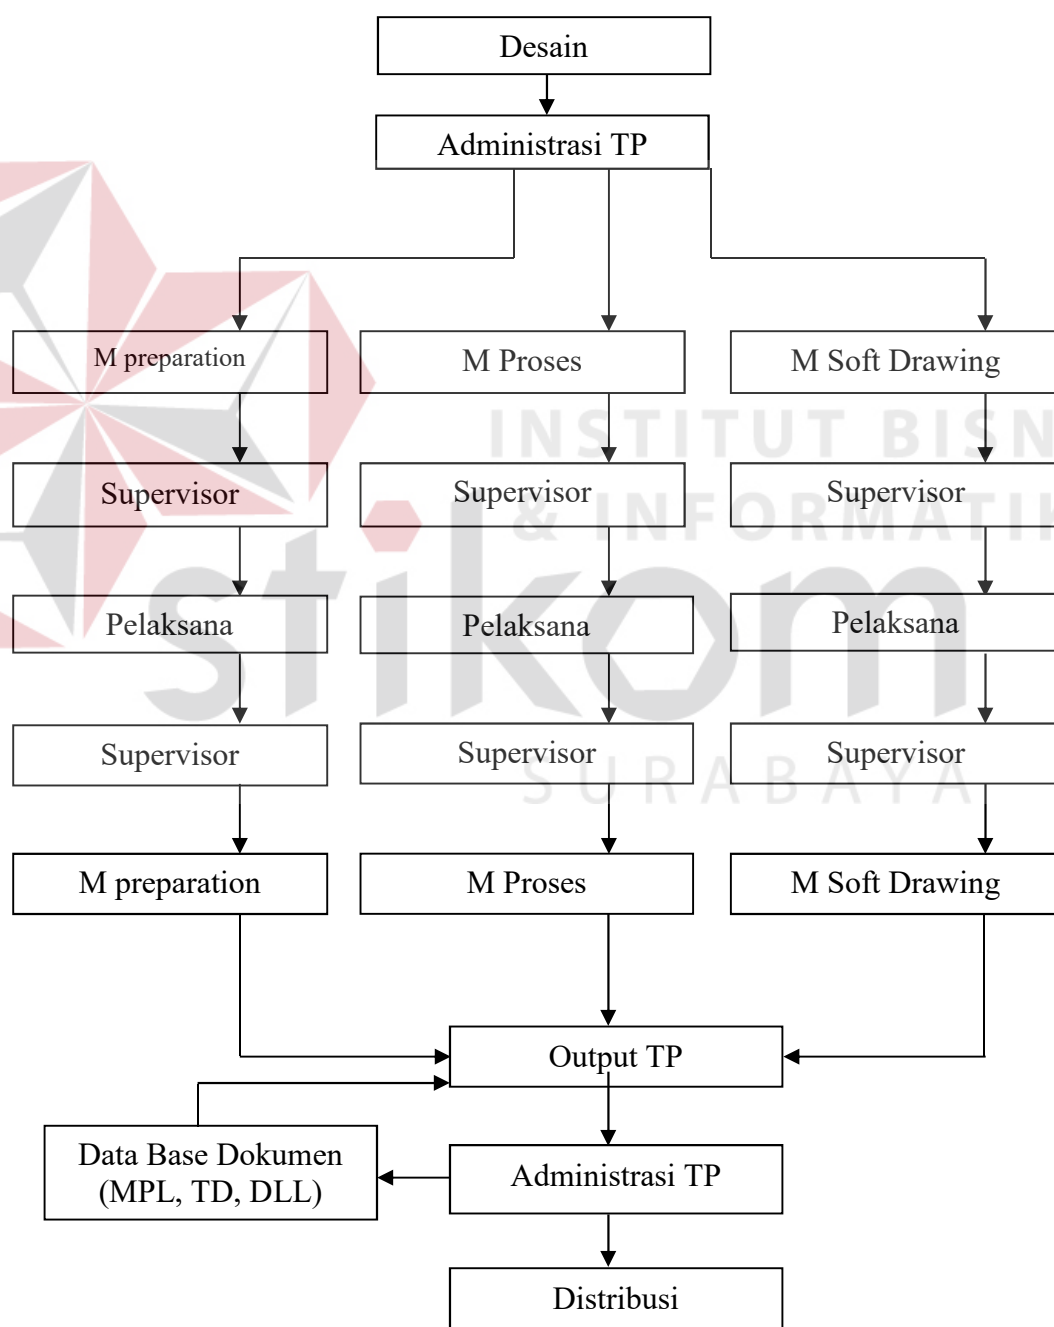 Desain
Administrasi TP
M preparation
M Proses
M Soft Drawing
INSTITUT BISN
Supervisor
Supervisor
Supervisor
& INFORMATIK
stikom
Pelaksana
Pelaksana
Pelaksana
Supervisor
Supervisor
Supervisor
SURABAYA
M preparation
M Proses
M Soft Drawing
Output TP
Data Base Dokumen
(MPL, TD, DLL)
Administrasi TP
Distribusi